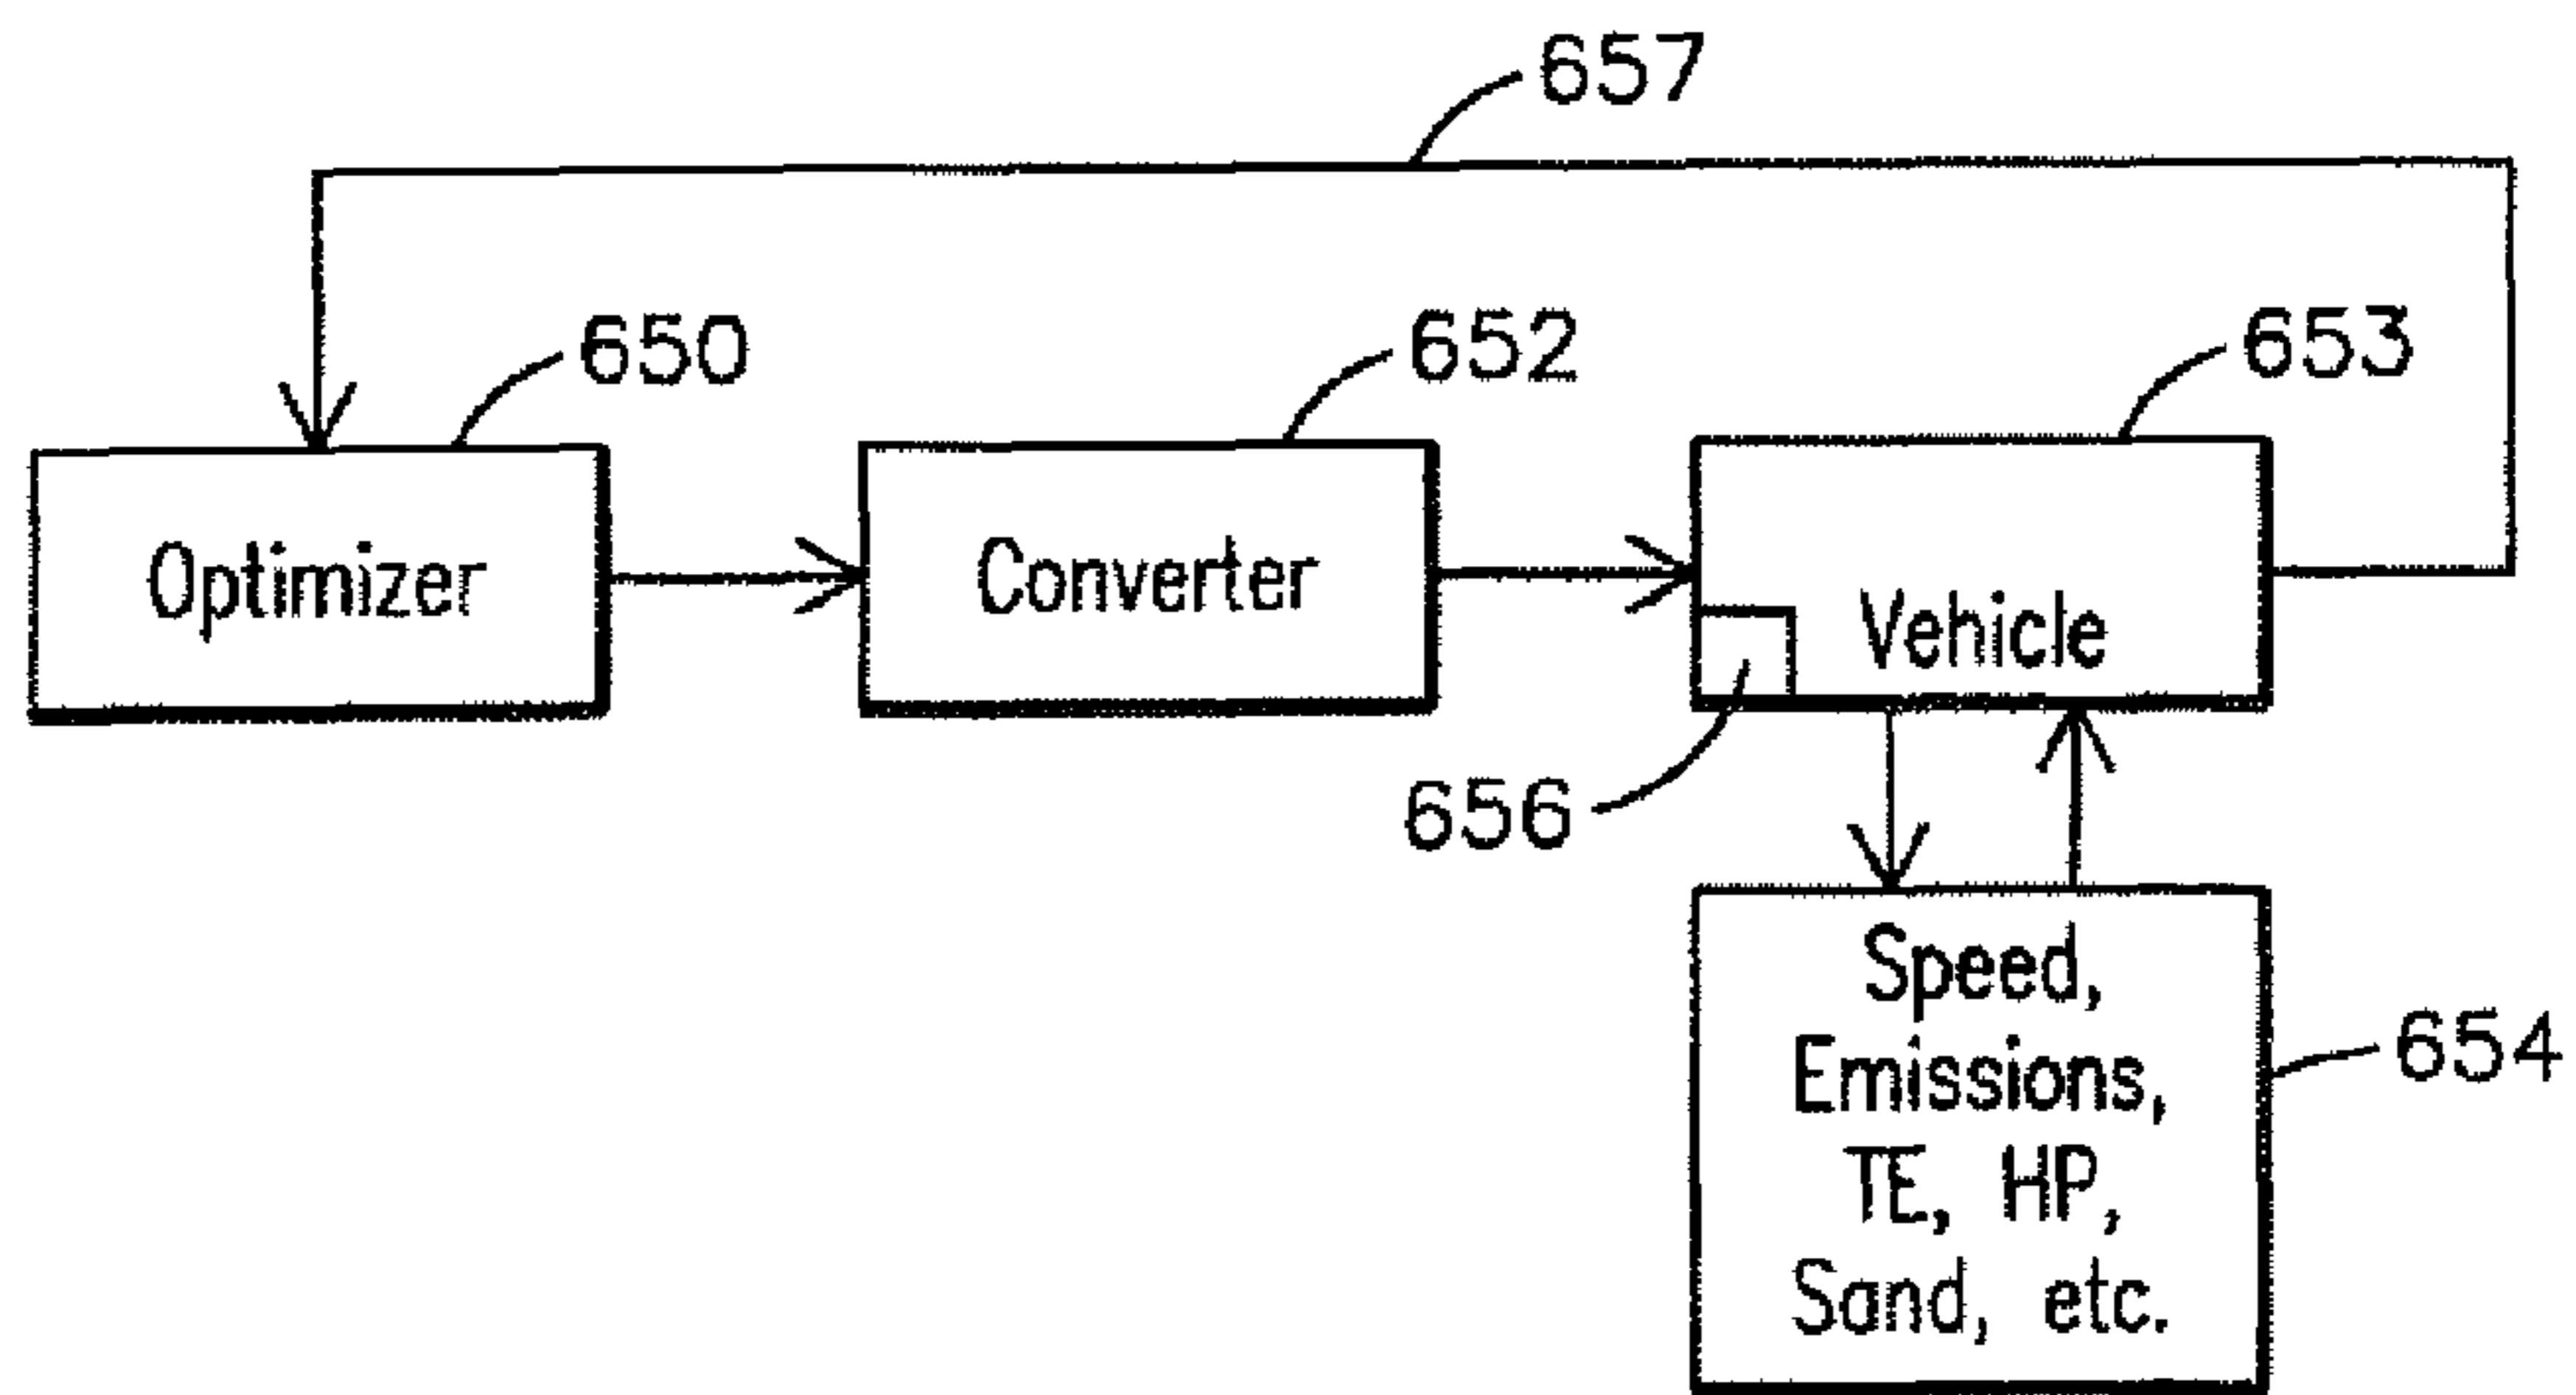 657
650
652
653
Optimizer
Converter
Vehicle
656
Speed,
Emissions,
TE, HP,
Sand, etc.
654